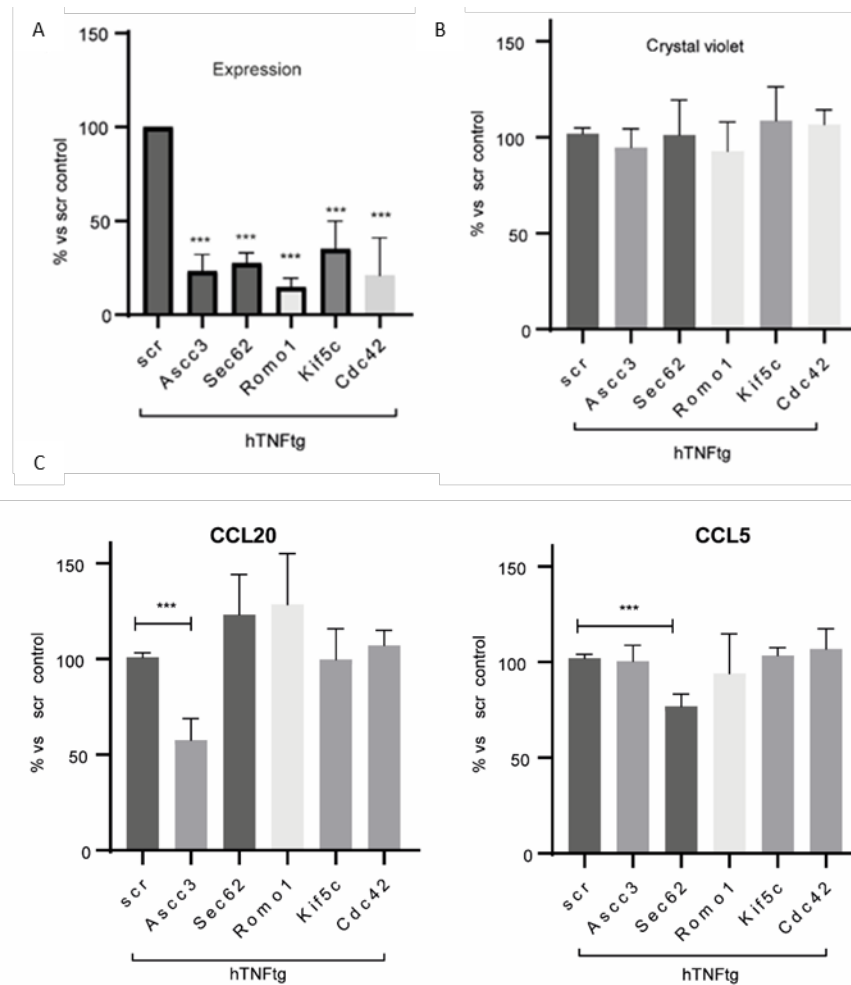 A
Expression
% vs scr control
150
100
50
0
***
***
***
***
***
scr
Ascc3
Sec62
Romo1
Kif5c
Cdc42
hTNFtg
B
Crystal violet
% vs scr control
150
100
50
0
scr
Ascc3
Sec62
Romo1
Kif5c
Cdc42
hTNFtg
C
CCL20
% vs scr control
150
100
50
0
***
scr
Ascc3
Sec62
Romo1
Kif5c
Cdc42
hTNFtg
CCL5
% vs scr control
150
100
50
0
***
scr
Ascc3
Sec62
Romo1
Kif5c
Cdc42
hTNFtg